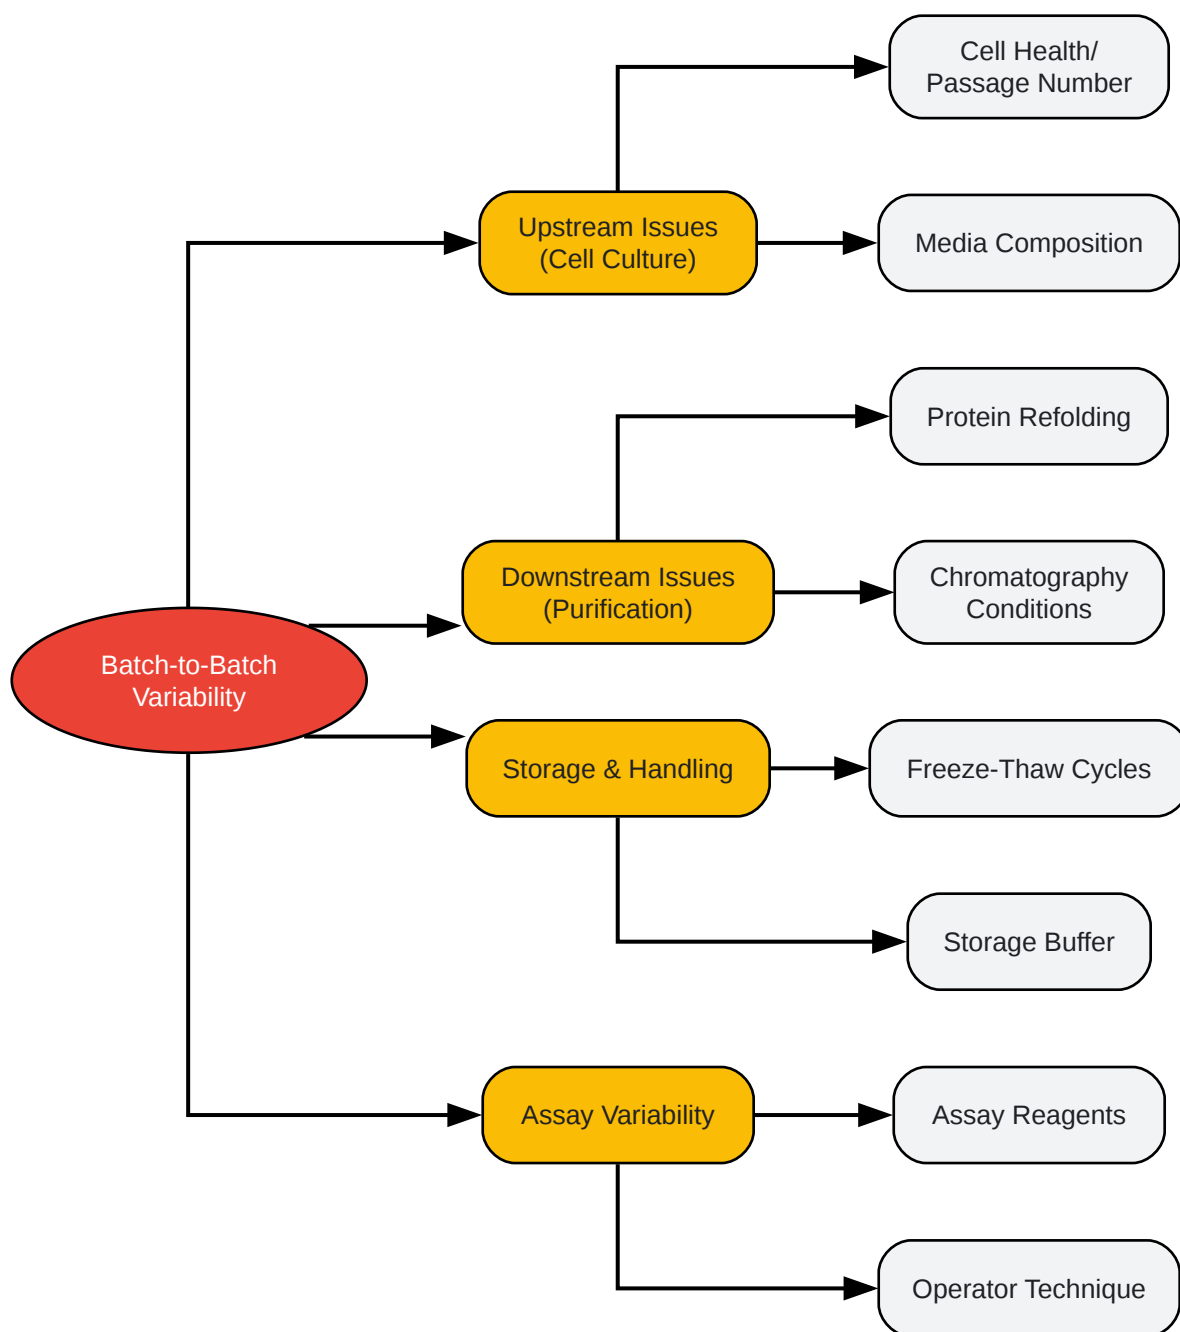 Cell Health/
Passage Number
Upstream Issues
(Cell Culture)
Media Composition
Protein Refolding
Downstream Issues
(Purification)
Chromatography
Conditions
Batch-to-Batch
Variability
Storage & Handling
Freeze-Thaw Cycles
Storage Buffer
Assay Variability
Assay Reagents
Operator Technique